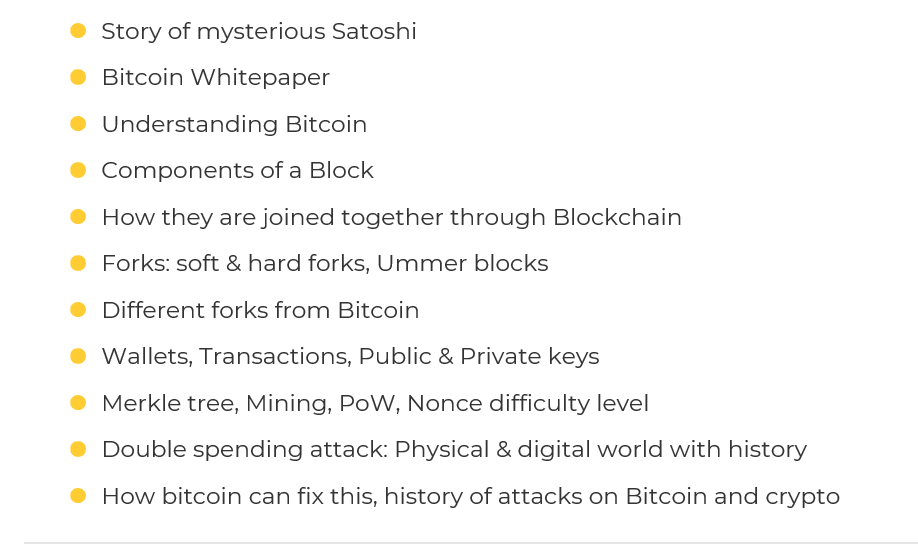 Story of mysterious Satoshi
Bitcoin Whitepaper
Understanding Bitcoin
Components of a Block
How they are joined together through Blockchain
Forks: soft & hard forks, Ummer blocks
Different forks from Bitcoin
Wallets, Transactions, Public & Private keys
Merkle tree, Mining, PoW, Nonce difficulty level
Double spending attack: Physical & digital world with history
How bitcoin can fix this, history of attacks on Bitcoin and crypto